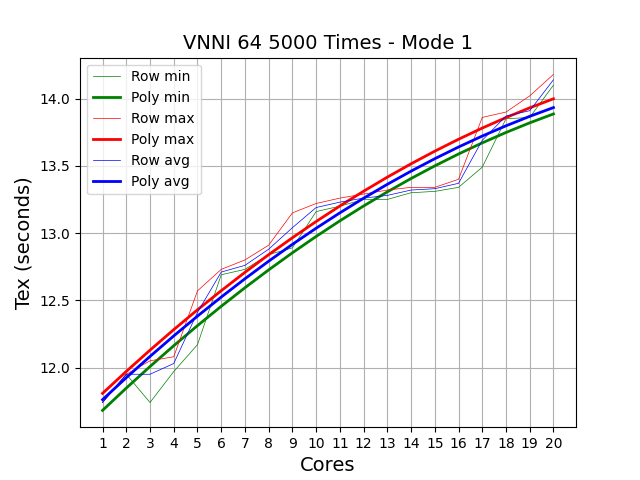 VNNI 64 5000 Times - Mode 1
Row min
Poly min
Row max
Poly max
Row avg
Poly avg
14.0
13.5
13.0
12.5
12.0
Tex (seconds)
1 2 3 4 5 6 7 8 9 10 11 12 13 14 15 16 17 18 19 20
Cores